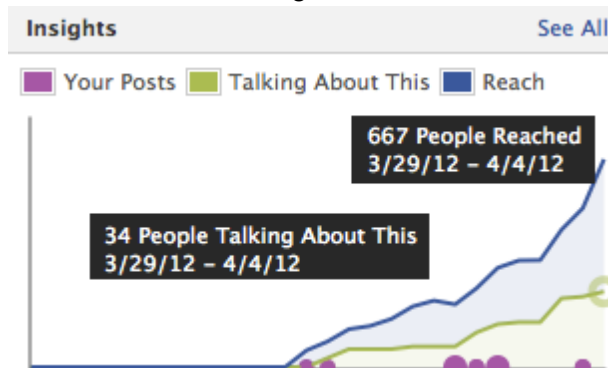 Insights See All
Your Posts Talking About This Reach
667 People Reached
3/29/12 – 4/4/12
34 People Talking About This
3/29/12 – 4/4/12